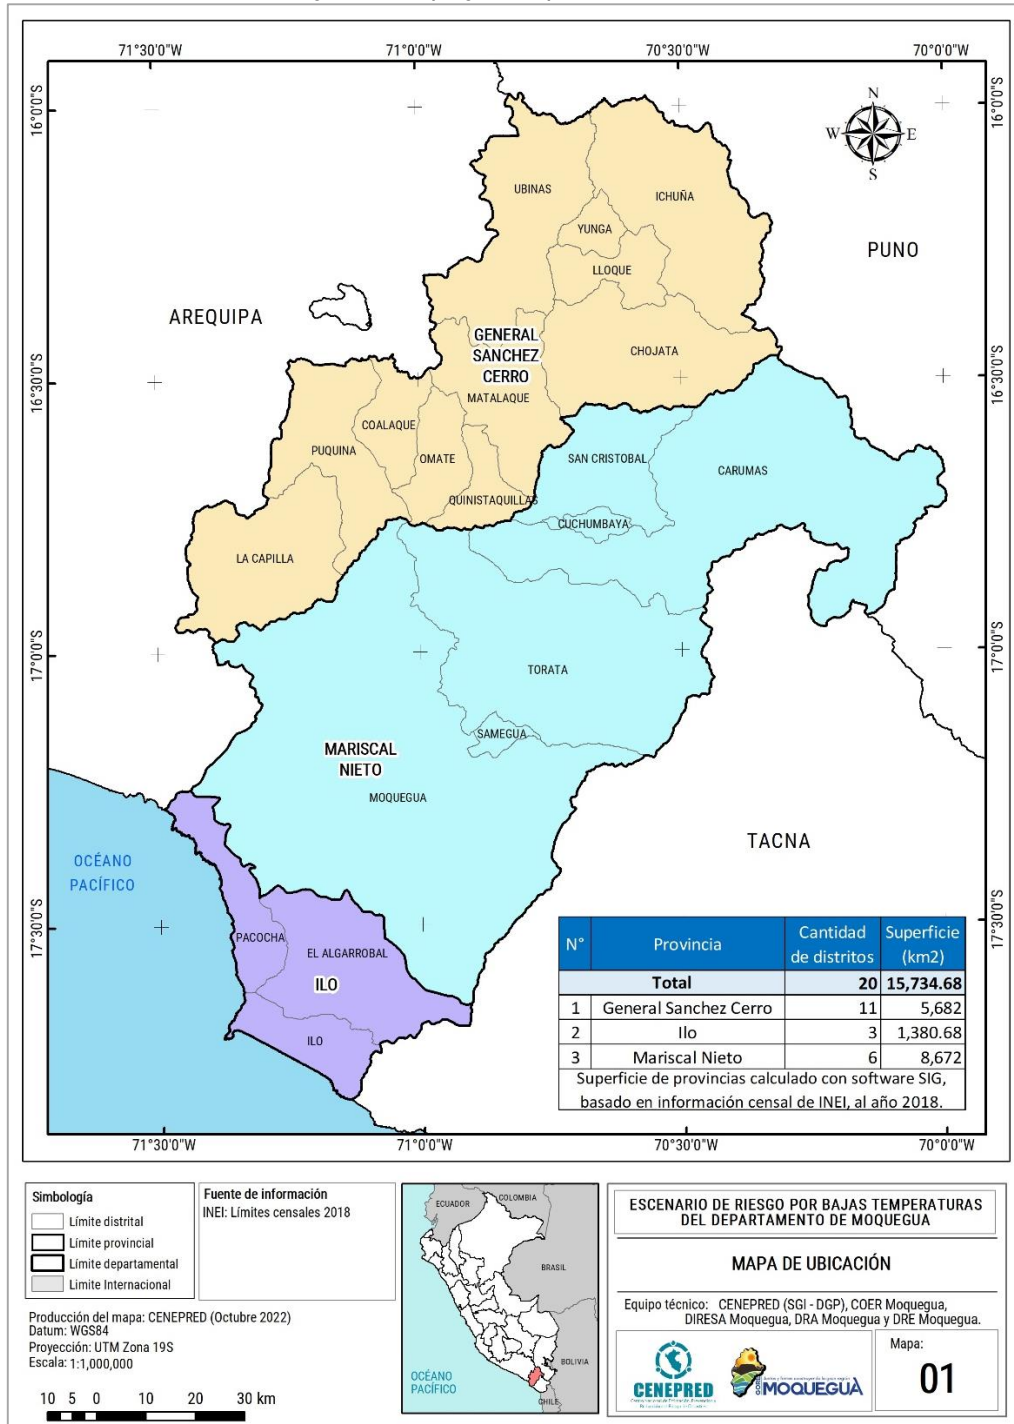 71°30'0"W
71°0'0"W
70°30'0"W
70°0'0"W
16°0'0"S
16°0'0"S
N
W
E
S
UBINAS
ICHUÑA
YUNGA
LLOQUE
PUNO
AREQUIPA
GENERAL
SANCHEZ
CERRO
CHOJATA
16°30'0"S
16°30'0"S
MATALAQUE
COALAQUE
PUQUINA
OMATE
SAN CRISTOBAL
CARUMAS
QUINISTAQUILLAS
CUCHUMBAYA
LA CAPILLA
17°0'0"S
17°0'0"S
TORATA
SAMEGUA
MARISCAL
NIETO
MOQUEGUA
TACNA
OCÉANO
PACÍFICO
17°30'0"S
17°30'0"S
PACOCHA
EL ALGARROBAL
ILO
ILO
N° Provincia Cantidad de distritos Superficie (km2)
Total 20 15,734.68
1 General Sanchez Cerro 11 5,682
2 Ilo 3 1,380.68
3 Mariscal Nieto 6 8,672
Superficie de provincias calculado con software SIG,
basado en información censal de INEI, al año 2018.
71°30'0"W
71°0'0"W
70°30'0"W
70°0'0"W
Simbología
Límite distrital
Límite provincial
Límite departamental
Limite Internacional
Fuente de información
INEI: Límites censales 2018
Producción del mapa: CENEPRED (Octubre 2022)
Datum: WGS84
Proyección: UTM Zona 19S
Escala: 1:1,000,000
10 5 0 10 20 30 km
ECUADOR
COLOMBIA
BRASIL
BOLIVIA
CHILE
OCÉANO
PACÍFICO
ESCENARIO DE RIESGO POR BAJAS TEMPERATURAS
DEL DEPARTAMENTO DE MOQUEGUA
MAPA DE UBICACIÓN
Equipo técnico: CENEPRED (SGI - DGP), COER Moquegua,
DIRESA Moquegua, DRA Moquegua y DRE Moquegua.
CENEPRED
MOQUEGUA
Mapa:
01